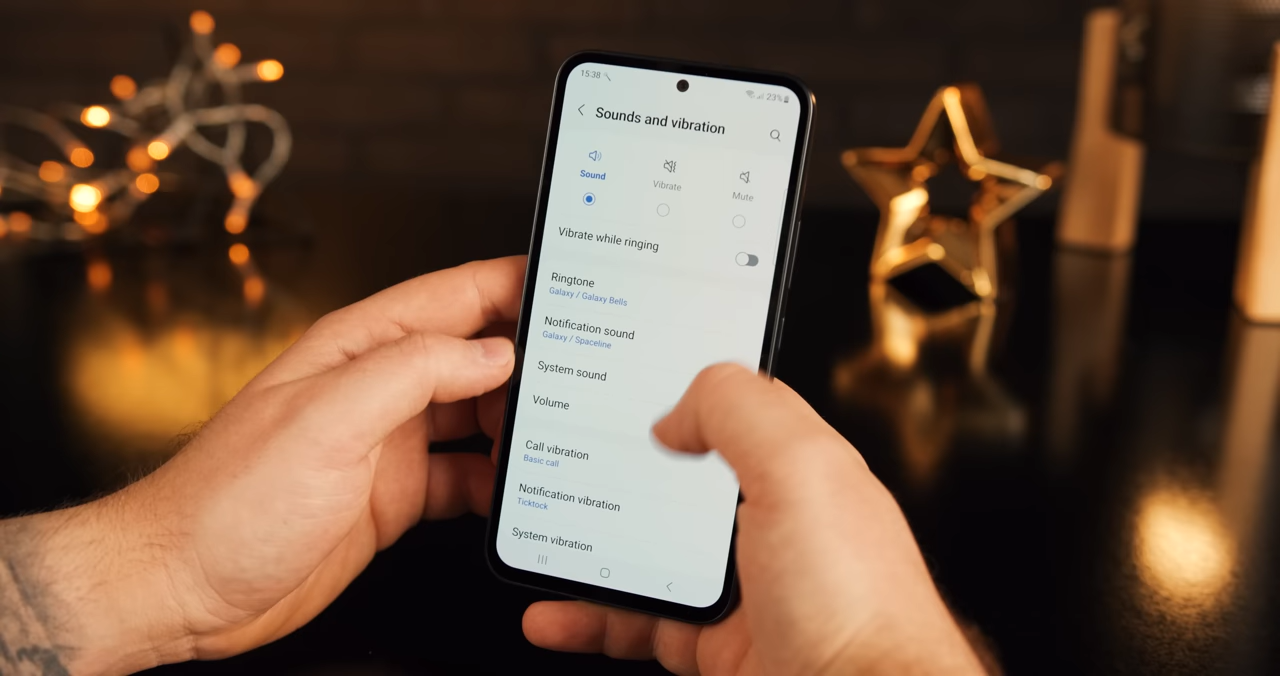 15:38
23%
Sounds and vibration
Sound
Vibrate
Mute
Vibrate while ringing
Ringtone
Galaxy / Galaxy Bells
Notification sound
Galaxy / Spaceline
System sound
Volume
Call vibration
Basic call
Notification vibration
Ticktock
System vibration